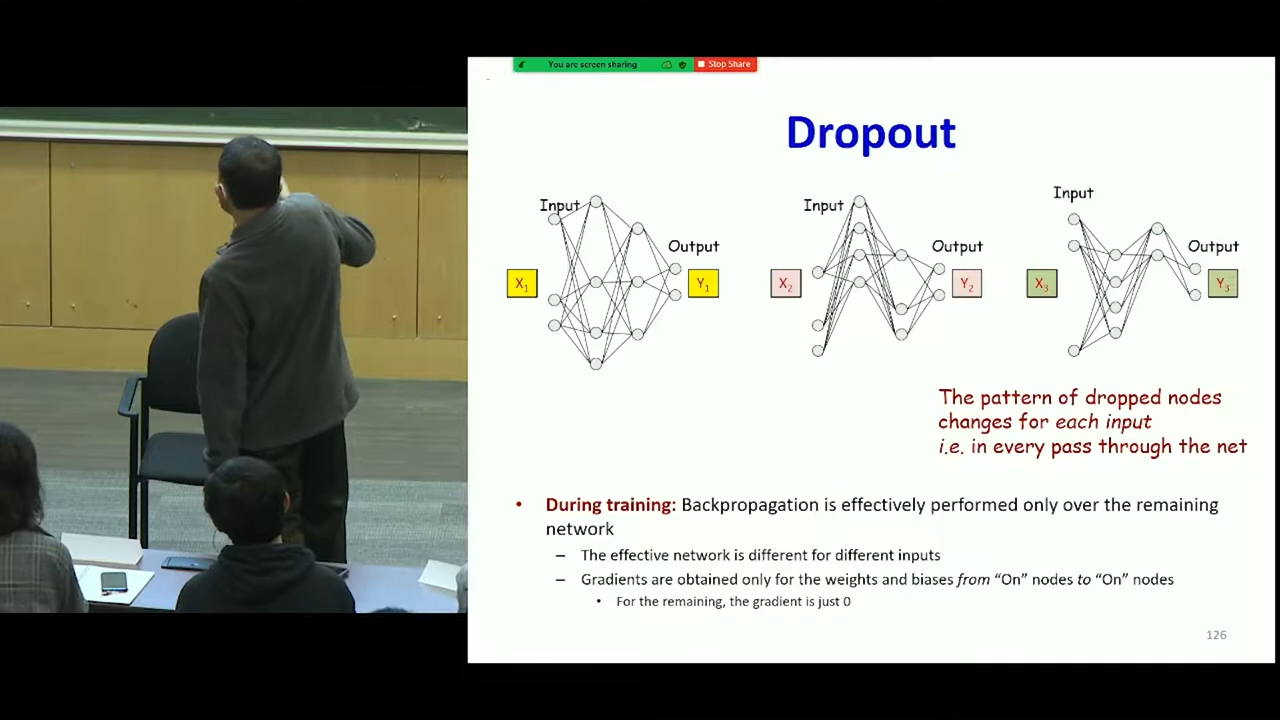 You are screen sharing
Stop Share
Dropout
Input
Output
X1
Y1
Input
Output
X2
Y2
Input
Output
X3
Y3
The pattern of dropped nodes
changes for each input
i.e. in every pass through the net
• During training: Backpropagation is effectively performed only over the remaining
network
– The effective network is different for different inputs
– Gradients are obtained only for the weights and biases from “On” nodes to “On” nodes
• For the remaining, the gradient is just 0
126